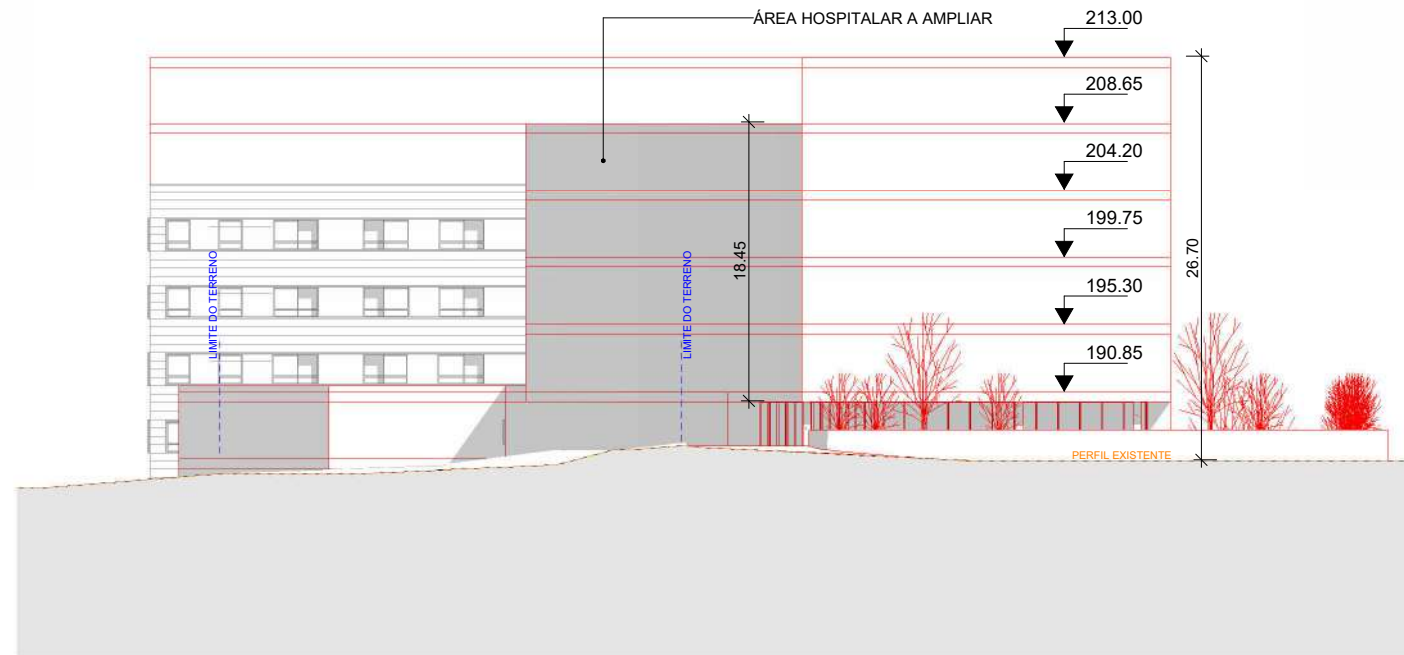 ÁREA HOSPITALAR A AMPLIAR
213.00
208.65
204.20
199.75
195.30
190.85
18.45
26.70
LIMITE DO TERRENO
LIMITE DO TERRENO
PERFIL EXISTENTE